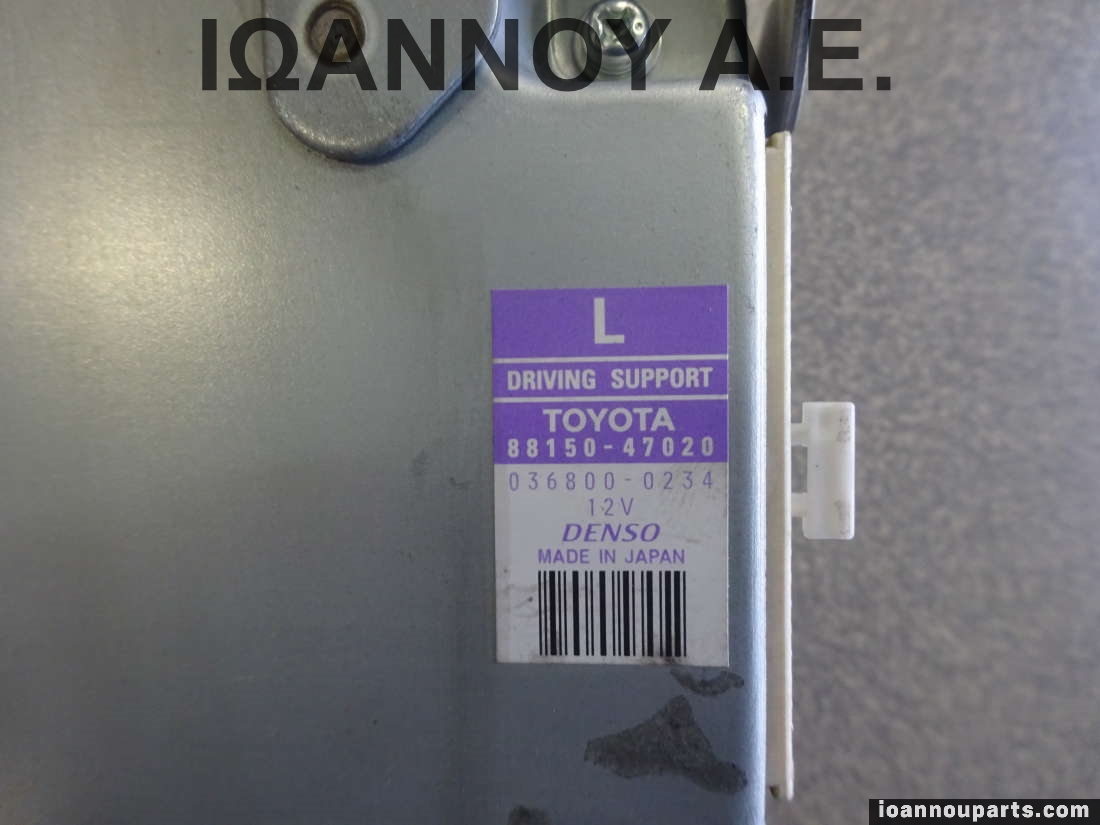 ΙΩΑΝΝΟΥ Α.Ε.
L
DRIVING SUPPORT
TOYOTA
88150-47020
036800-0234
12V
DENSO
MADE IN JAPAN
ioannouparts.com